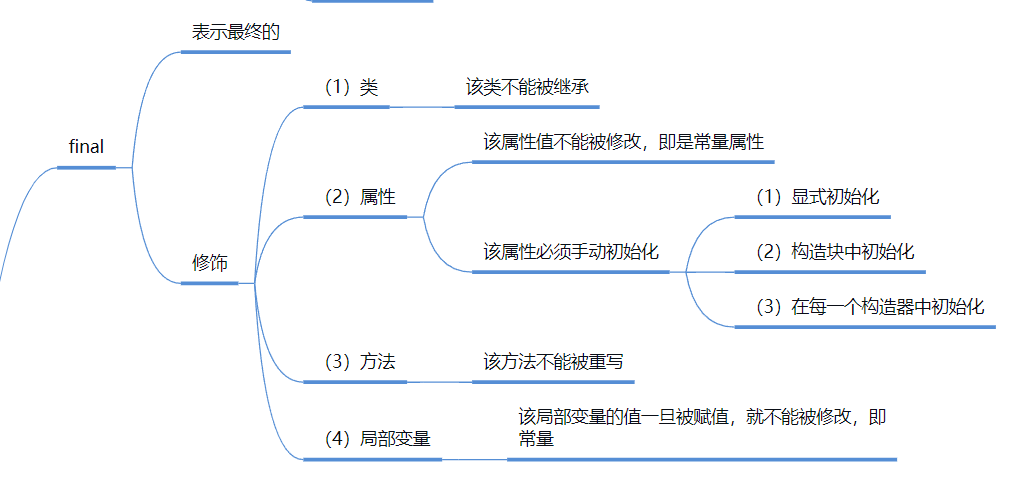 表示最终的
final
修饰
（1）类
该类不能被继承
（2）属性
该属性值不能被修改，即是常量属性
该属性必须手动初始化
（1）显式初始化
（2）构造块中初始化
（3）在每一个构造器中初始化
（3）方法
该方法不能被重写
（4）局部变量
该局部变量的值一旦被赋值，就不能被修改，即
常量